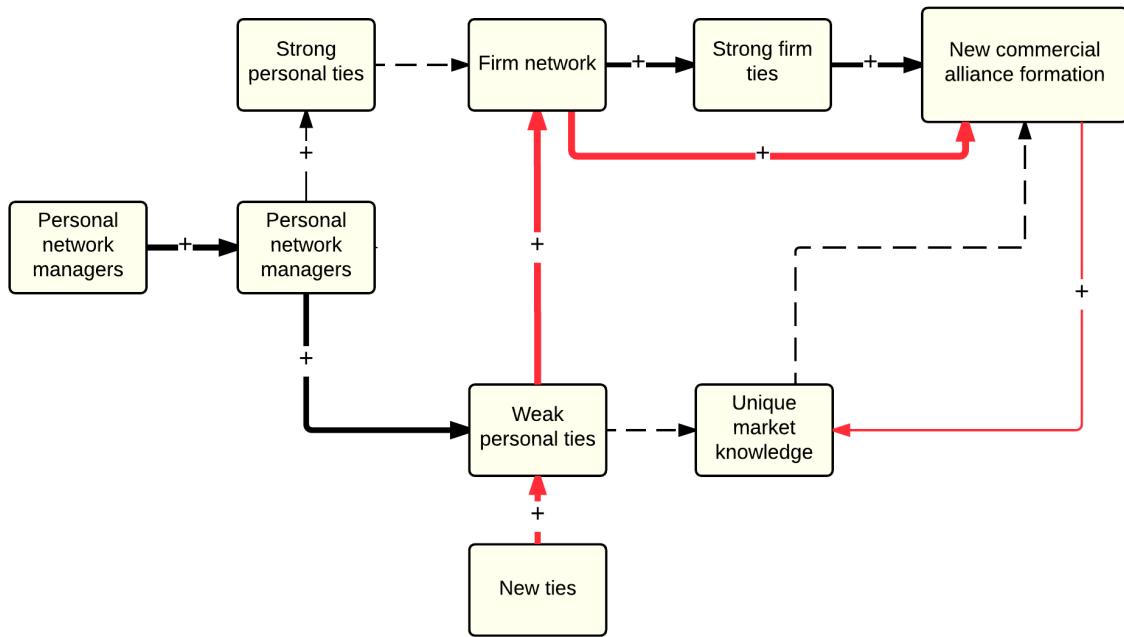 Strong
personal ties
Firm network
+
Strong firm
ties
+
New commercial
alliance formation
+
+
Personal
network
managers
+
Personal
network
managers
+
+
+
Weak
personal ties
Unique
market
knowledge
+
New ties